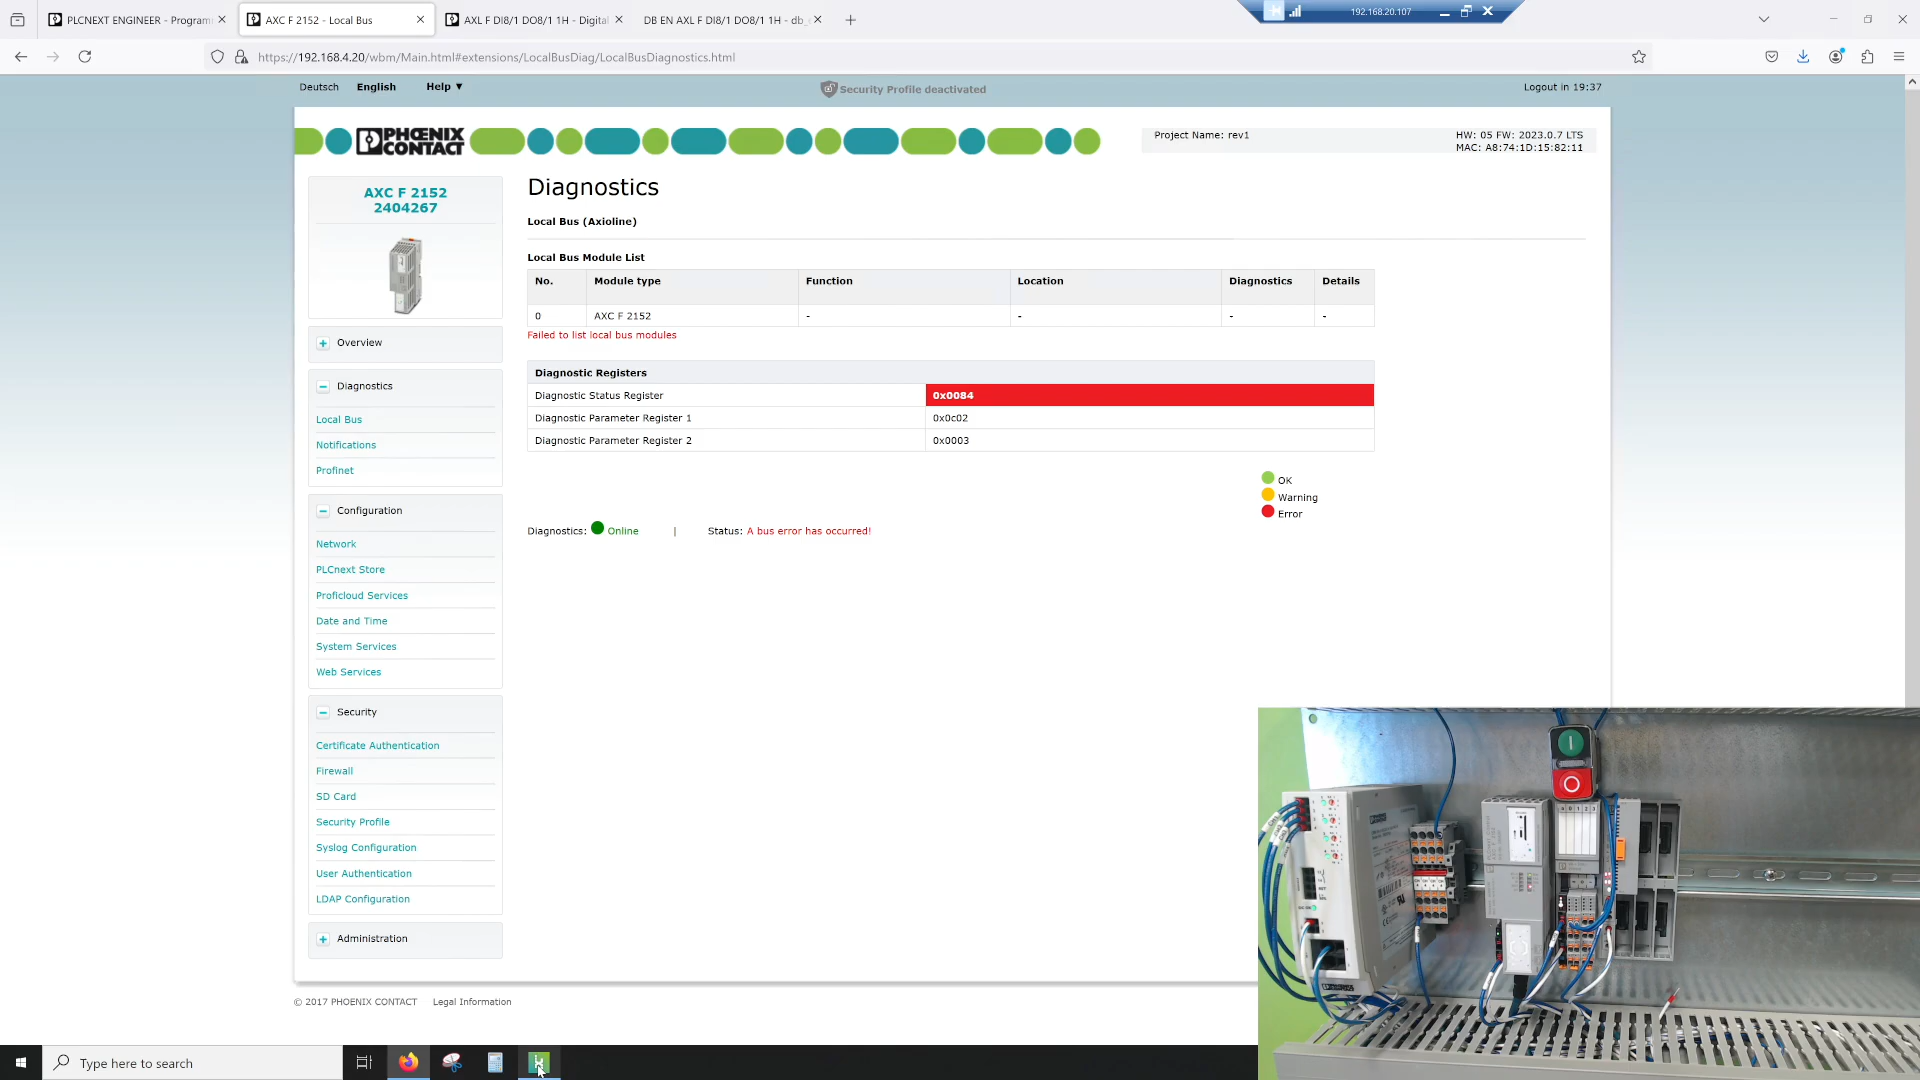 PLCNEXT ENGINEER - Program
AXC F 2152 - Local Bus
AXL F DI8/1 DO8/1 1H - Digital
DB EN AXL F DI8/1 DO8/1 1H - db_
192.168.20.107
https://192.168.4.20/wbm/Main.html#extensions/LocalBusDiag/LocalBusDiagnostics.html
Deutsch English Help ▼
Security Profile deactivated
Logout in 19:37
PHŒNIX CONTACT
Project Name: rev1
HW: 05 FW: 2023.0.7 LTS
MAC: A8:74:1D:15:82:11
AXC F 2152
2404267
Overview
Diagnostics
Local Bus
Notifications
Profinet
Configuration
Network
PLCnext Store
Proficloud Services
Date and Time
System Services
Web Services
Security
Certificate Authentication
Firewall
SD Card
Security Profile
Syslog Configuration
User Authentication
LDAP Configuration
Administration
Diagnostics
Local Bus (Axioline)
Local Bus Module List
No. Module type Function Location Diagnostics Details
0 AXC F 2152 - - - -
Failed to list local bus modules
Diagnostic Registers
Diagnostic Status Register 0x0084
Diagnostic Parameter Register 1 0x0c02
Diagnostic Parameter Register 2 0x0003
OK
Warning
Error
Diagnostics: Online | Status: A bus error has occurred!
© 2017 PHOENIX CONTACT Legal Information
Type here to search